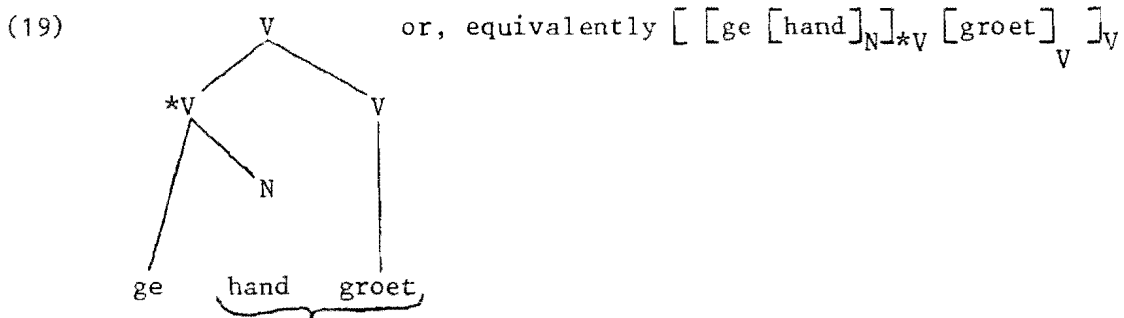 (19) V or, equivalently [ [ge [hand]N]*V [groet]V ]V
*V V
N
ge hand groet